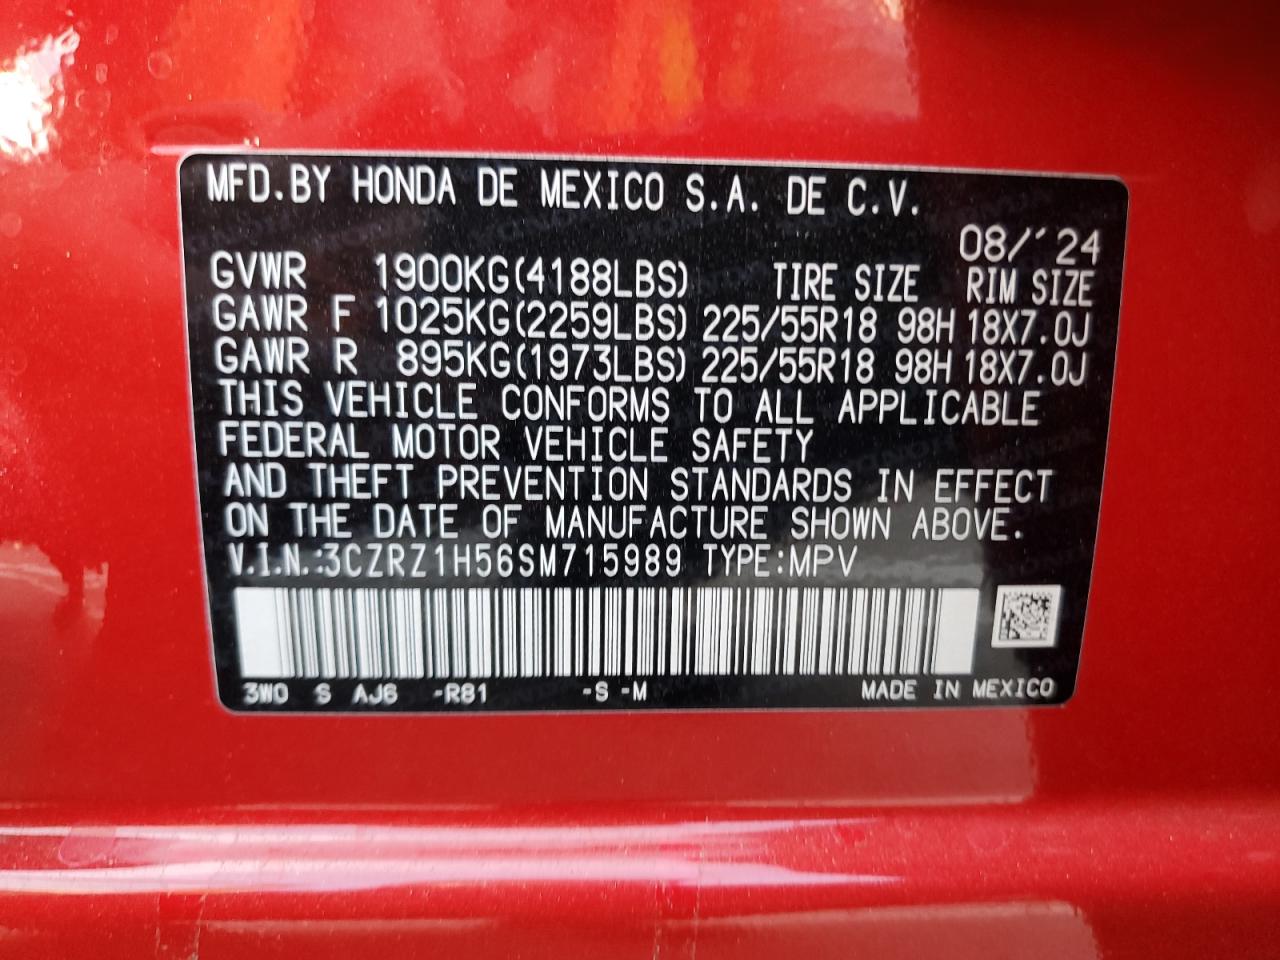 MFD.BY HONDA DE MEXICO S.A. DE C.V.
08/'24
GVWR 1900KG(4188LBS) TIRE SIZE RIM SIZE
GAWR F 1025KG(2259LBS) 225/55R18 98H 18X7.0J
GAWR R 895KG(1973LBS) 225/55R18 98H 18X7.0J
THIS VEHICLE CONFORMS TO ALL APPLICABLE
FEDERAL MOTOR VEHICLE SAFETY
AND THEFT PREVENTION STANDARDS IN EFFECT
ON THE DATE OF MANUFACTURE SHOWN ABOVE.
V.I.N.:3CZRZ1H56SM715989 TYPE:MPV
3W0 S AJ6 -R81 -S -M MADE IN MEXICO